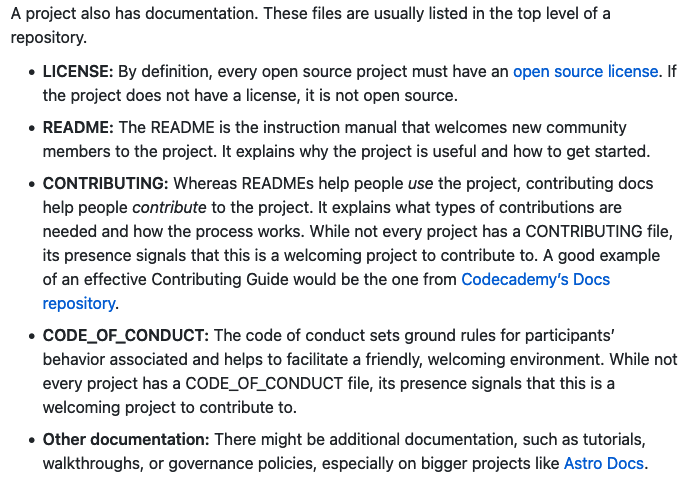 A project also has documentation. These files are usually listed in the top level of a
repository.
• LICENSE: By definition, every open source project must have an open source license. If
the project does not have a license, it is not open source.
• README: The README is the instruction manual that welcomes new community
members to the project. It explains why the project is useful and how to get started.
• CONTRIBUTING: Whereas READMEs help people use the project, contributing docs
help people contribute to the project. It explains what types of contributions are
needed and how the process works. While not every project has a CONTRIBUTING file,
its presence signals that this is a welcoming project to contribute to. A good example
of an effective Contributing Guide would be the one from Codecademy’s Docs
repository.
• CODE_OF_CONDUCT: The code of conduct sets ground rules for participants’
behavior associated and helps to facilitate a friendly, welcoming environment. While not
every project has a CODE_OF_CONDUCT file, its presence signals that this is a
welcoming project to contribute to.
• Other documentation: There might be additional documentation, such as tutorials,
walkthroughs, or governance policies, especially on bigger projects like Astro Docs.